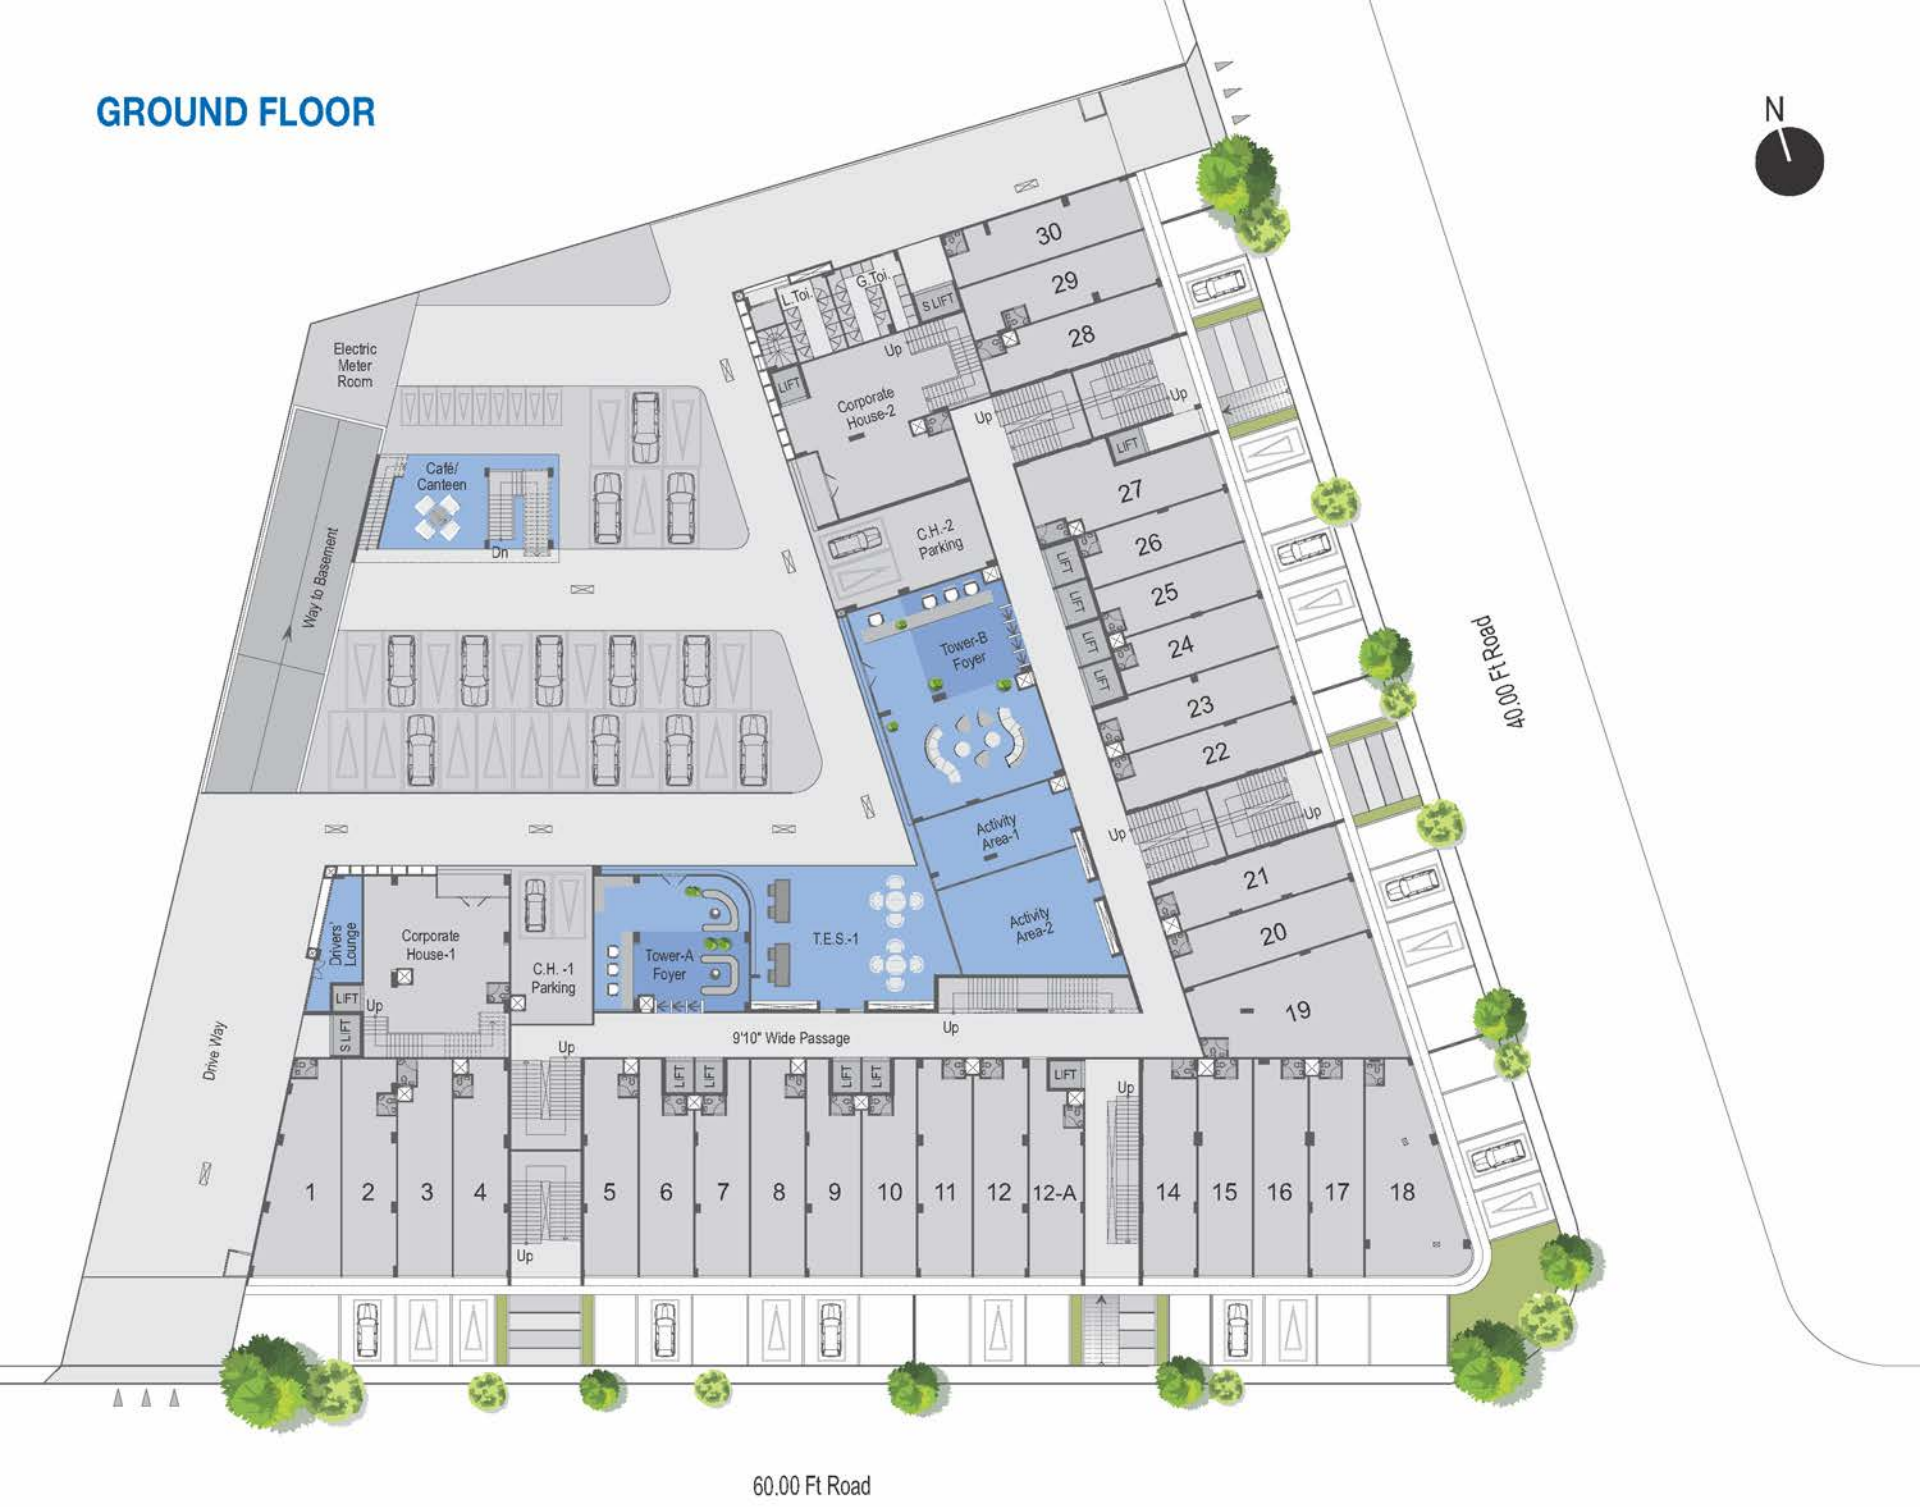 GROUND FLOOR
N
30
29
28
L.Toi.
G.Toi.
S LIFT
Up
LIFT
Corporate
House-2
Up
Up
LIFT
Electric
Meter
Room
Café/
Canteen
Dn
Way to Basement
C.H.-2
Parking
27
26
25
24
23
22
LIFT
LIFT
LIFT
LIFT
Tower-B
Foyer
40.00 Ft Road
Activity
Area-1
Up
Up
21
20
19
Activity
Area-2
Drivers'
Lounge
Corporate
House-1
C.H. -1
Parking
Tower-A
Foyer
T.E.S.-1
LIFT
Up
S LIFT
Drive Way
Up
9'10" Wide Passage
Up
LIFT
LIFT
LIFT
LIFT
LIFT
Up
1
2
3
4
5
6
7
8
9
10
11
12
12-A
14
15
16
17
18
Up
60.00 Ft Road